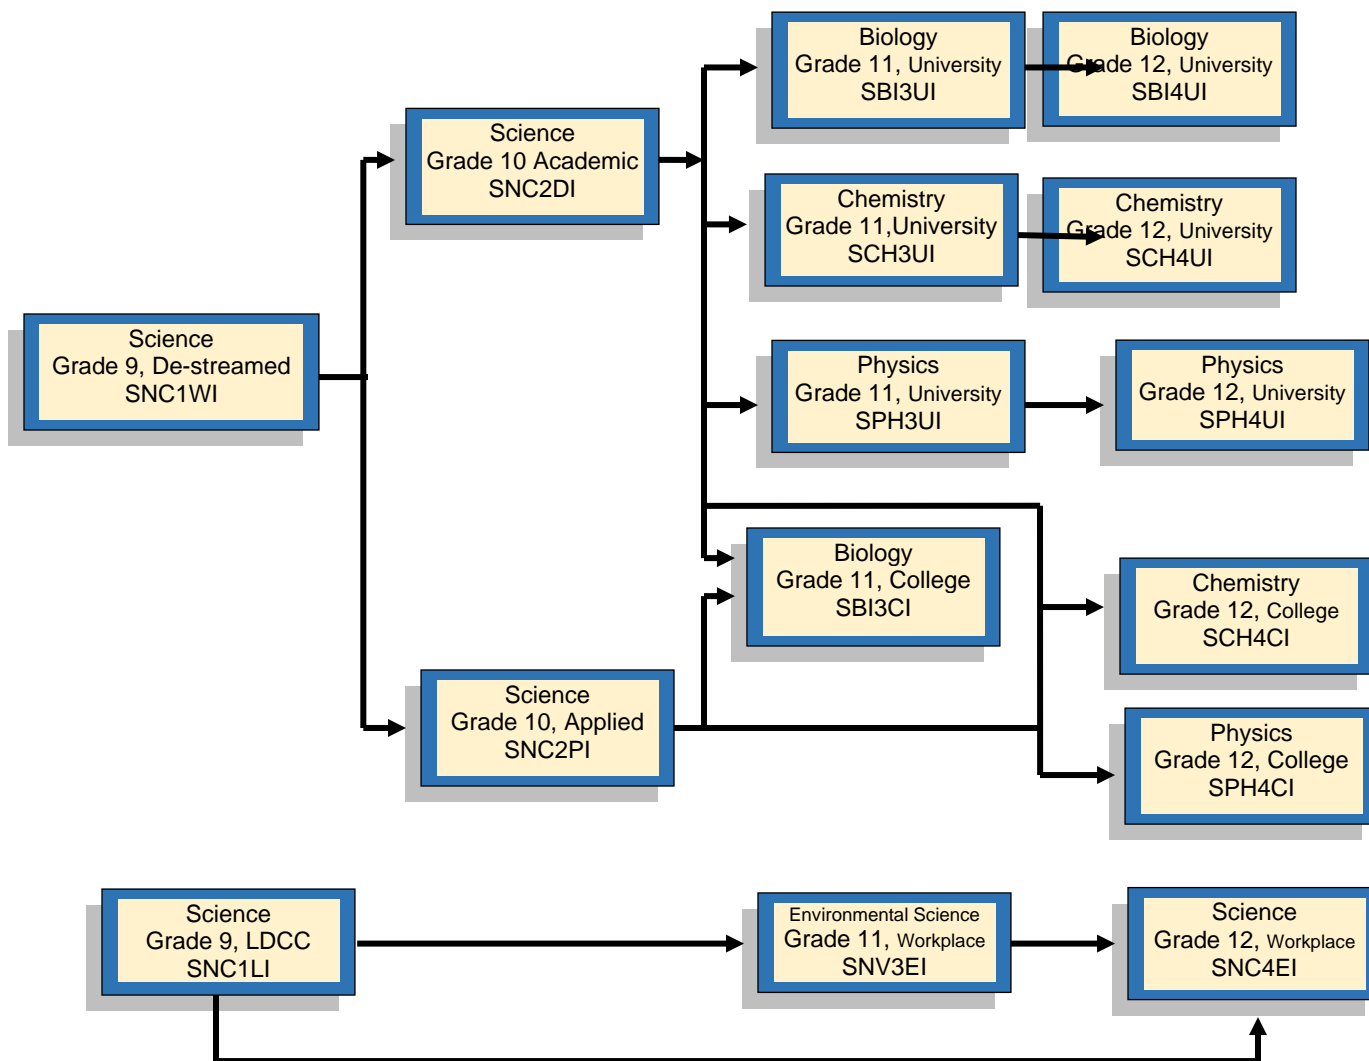 Biology
Grade 11, University
SBI3UI
Biology
Grade 12, University
SBI4UI
Science
Grade 10 Academic
SNC2DI
Chemistry
Grade 11,University
SCH3UI
Chemistry
Grade 12, University
SCH4UI
Science
Grade 9, De-streamed
SNC1WI
Physics
Grade 11, University
SPH3UI
Physics
Grade 12, University
SPH4UI
Biology
Grade 11, College
SBI3CI
Chemistry
Grade 12, College
SCH4CI
Science
Grade 10, Applied
SNC2PI
Physics
Grade 12, College
SPH4CI
Science
Grade 9, LDCC
SNC1LI
Environmental Science
Grade 11, Workplace
SNV3EI
Science
Grade 12, Workplace
SNC4EI